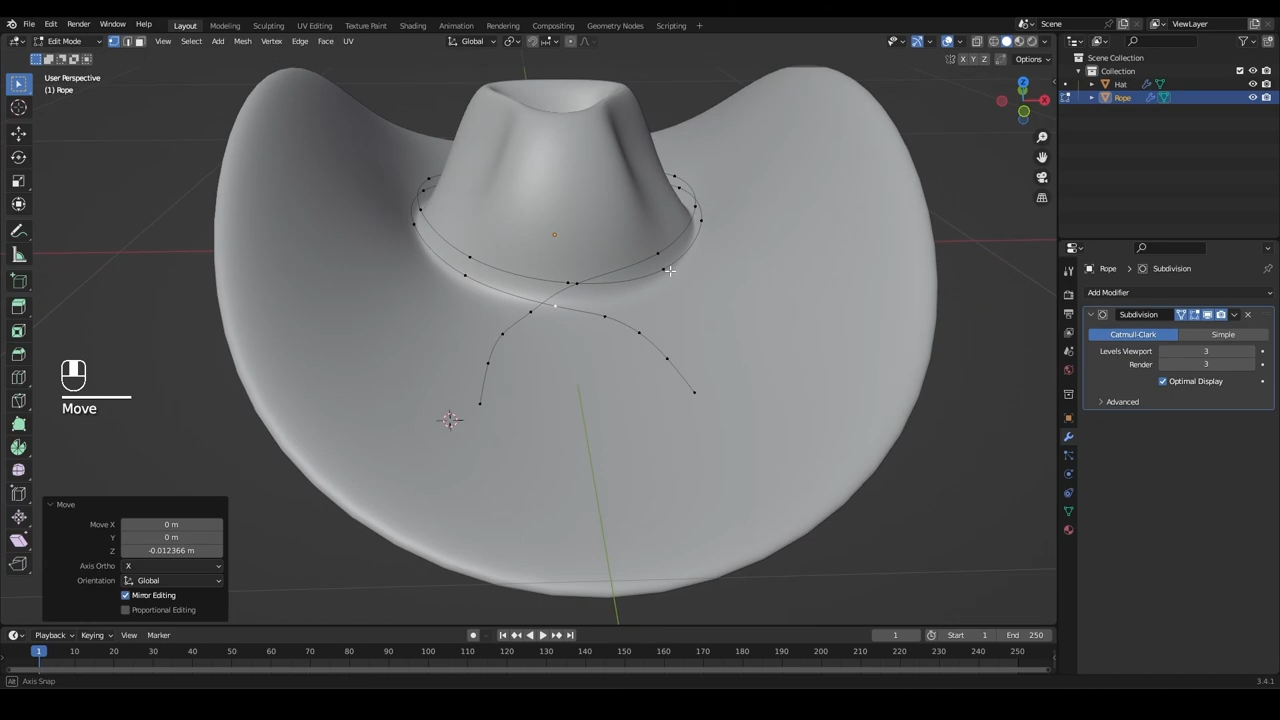 File Edit Render Window Help Layout Modeling Sculpting UV Editing Texture Paint Shading Animation Rendering Compositing Geometry Nodes Scripting + Scene ViewLayer
Edit Mode View Select Add Mesh Vertex Edge Face UV Global
X Y Z Options
User Perspective
(1) Rope
Z
X
Scene Collection
Collection
Hat
Rope
Rope > Subdivision
Add Modifier
Subdivision
Catmull-Clark Simple
Levels Viewport 3
Render 3
Optimal Display
Advanced
Move
Move
Move X 0 m
Y 0 m
Z -0.012366 m
Axis Ortho X
Orientation Global
Mirror Editing
Proportional Editing
Playback Keying View Marker 1 Start 1 End 250
1 10 20 30 40 50 60 70 80 90 100 110 120 130 140 150 160 170 180 190 200 210 220 230 240 250
Alt Axis Snap 3.4.1